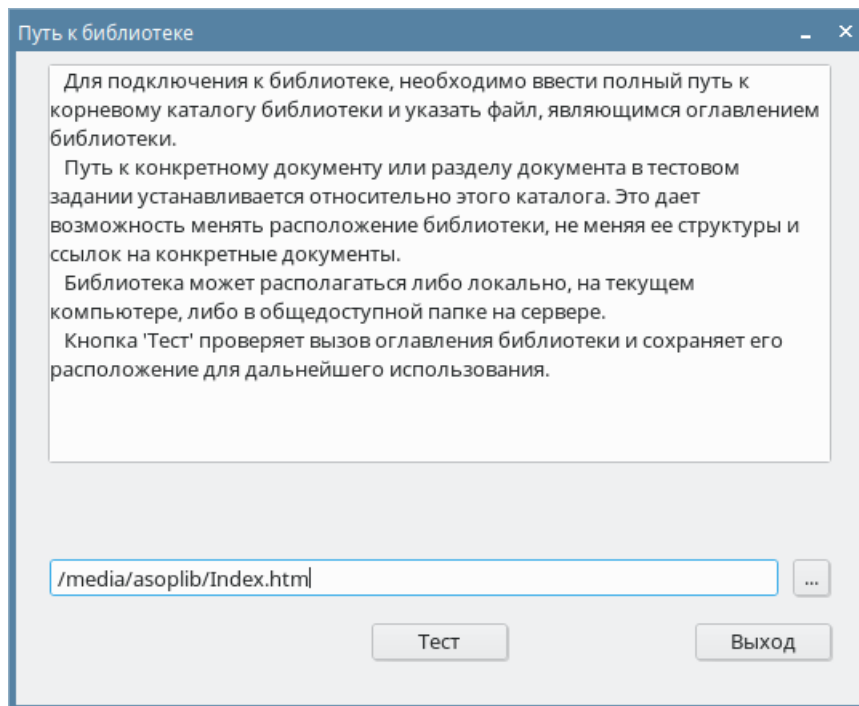 Путь к библиотеке
Для подключения к библиотеке, необходимо ввести полный путь к
корневому каталогу библиотеки и указать файл, являющимся оглавлением
библиотеки.
Путь к конкретному документу или разделу документа в тестовом
задании устанавливается относительно этого каталога. Это дает
возможность менять расположение библиотеки, не меняя ее структуры и
ссылок на конкретные документы.
Библиотека может располагаться либо локально, на текущем
компьютере, либо в общедоступной папке на сервере.
Кнопка 'Тест' проверяет вызов оглавления библиотеки и сохраняет его
расположение для дальнейшего использования.
/media/asoplib/Index.htm
...
Тест
Выход